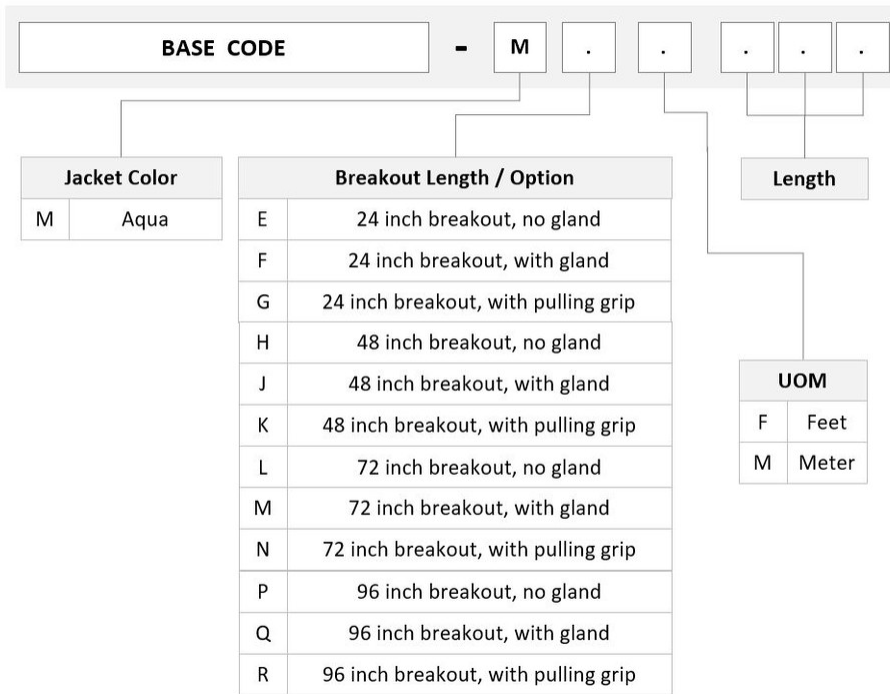 BASE CODE - M . . . . .
Jacket Color
M Aqua
Breakout Length / Option
E 24 inch breakout, no gland
F 24 inch breakout, with gland
G 24 inch breakout, with pulling grip
H 48 inch breakout, no gland
J 48 inch breakout, with gland
K 48 inch breakout, with pulling grip
L 72 inch breakout, no gland
M 72 inch breakout, with gland
N 72 inch breakout, with pulling grip
P 96 inch breakout, no gland
Q 96 inch breakout, with gland
R 96 inch breakout, with pulling grip
Length
UOM
F Feet
M Meter